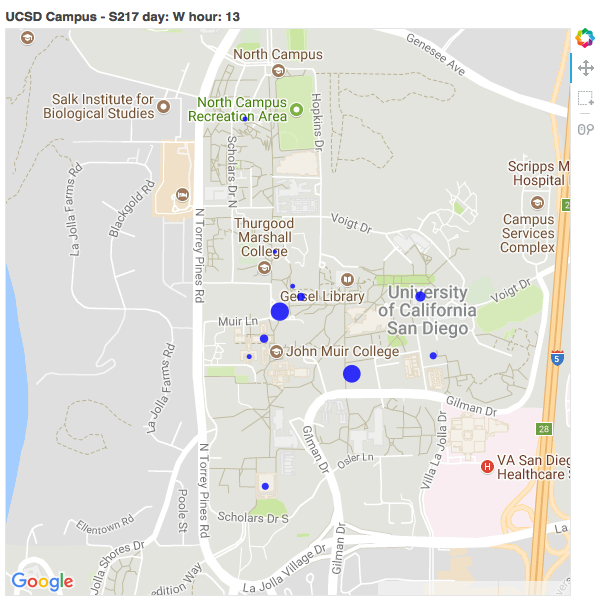 UCSD Campus - S217 day: W hour: 13
Genesee Ave
North Campus
Salk Institute for
Biological Studies
North Campus
Recreation Area
Hopkins Dr
Scholars Dr N
La Jolla Farms Rd
Blackgold Rd
Scripps M
Hospital
2
Campus
Services
Complex
N Torrey Pines Rd
Thurgood
Marshall
College
Voigt Dr
Voigt Dr
Geisel Library
University
of California
San Diego
Muir Ln
John Muir College
La Jolla Farms Rd
5
Gilman Dr
Gilman Dr
Villa La Jolla Dr
28
Osler Ln
VA San Dieg
Healthcare
H
N Torrey Pines Rd
Poole St
Ellentown Rd
Scholars Dr S
La
La Jolla Shores Dr
Gilman Dr
La Jolla Village Dr
edition Way
Google